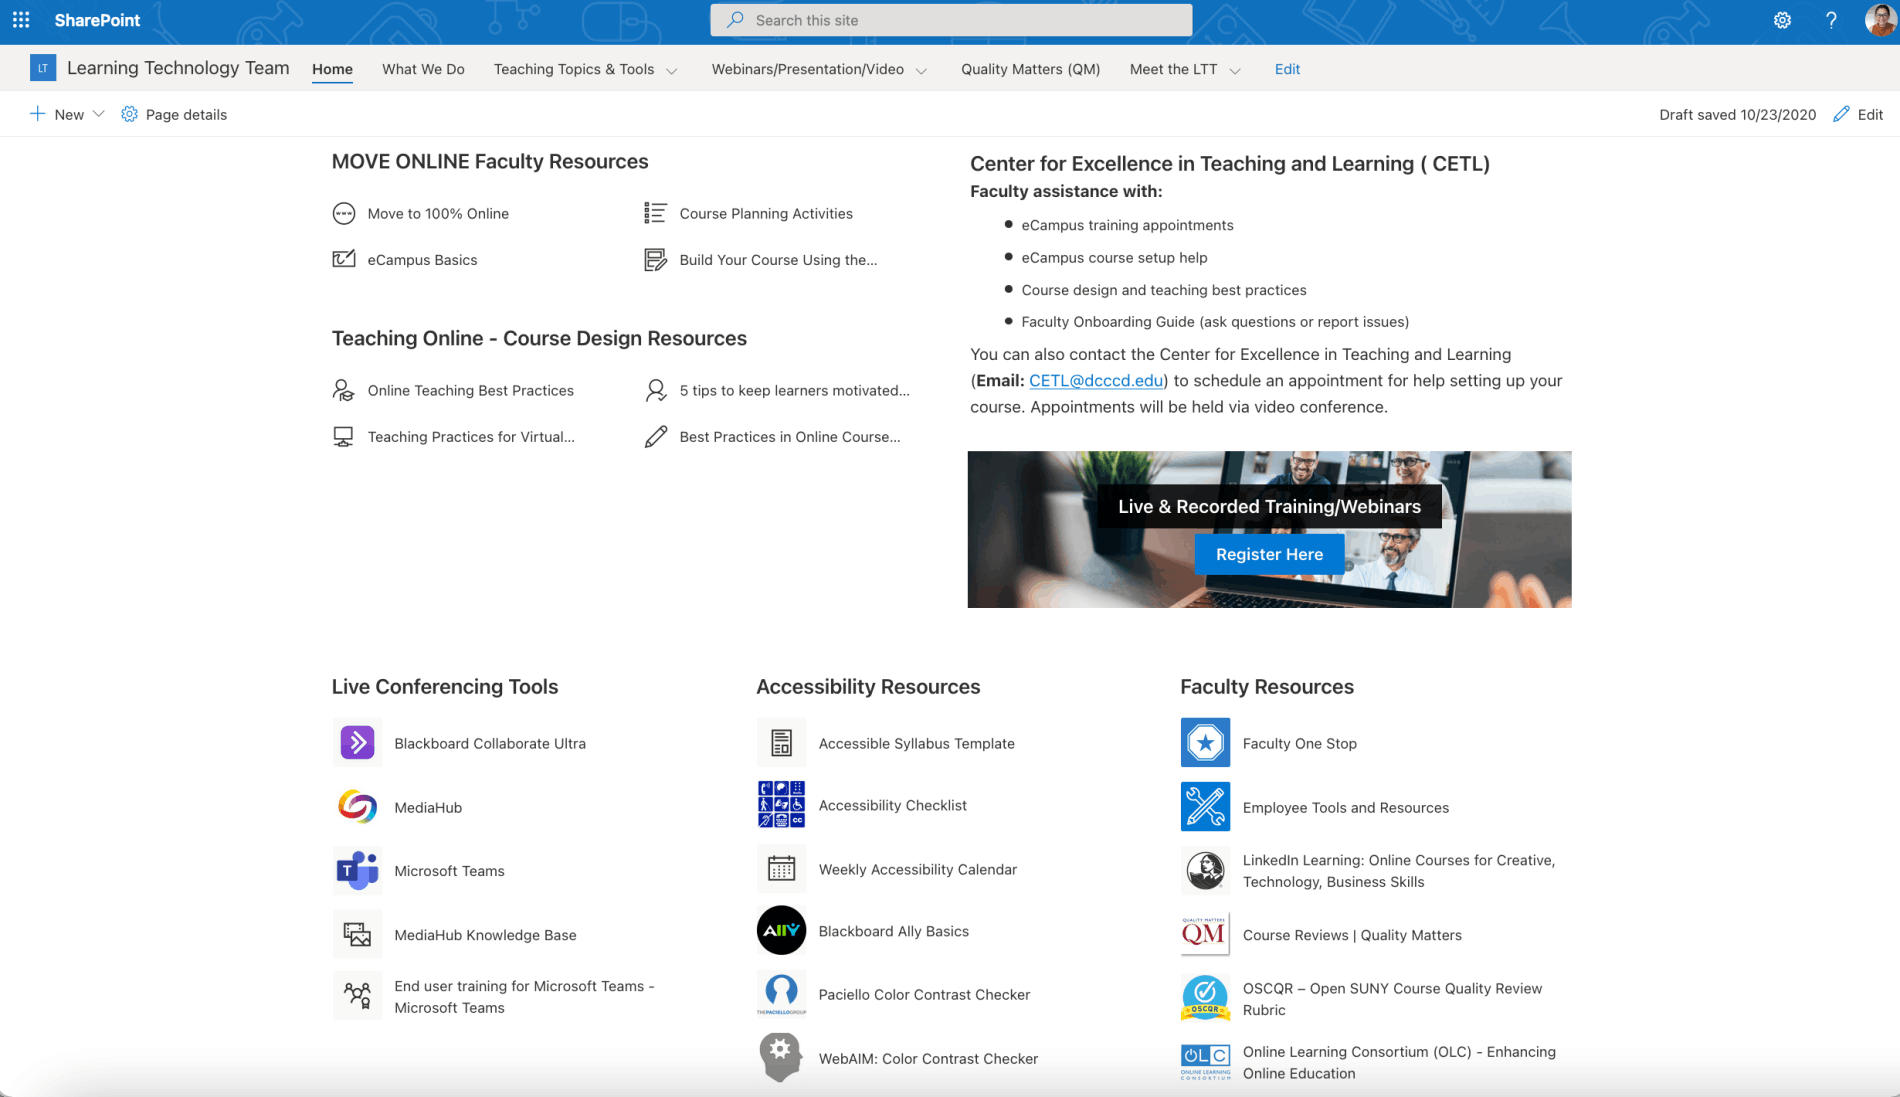 SharePoint
Search this site
?
LT
Learning Technology Team
Home
What We Do
Teaching Topics & Tools
Webinars/Presentation/Video
Quality Matters (QM)
Meet the LTT
Edit
New
Page details
Draft saved 10/23/2020
Edit
MOVE ONLINE Faculty Resources
Move to 100% Online
Course Planning Activities
eCampus Basics
Build Your Course Using the...
Teaching Online - Course Design Resources
Online Teaching Best Practices
5 tips to keep learners motivated...
Teaching Practices for Virtual...
Best Practices in Online Course...
Center for Excellence in Teaching and Learning ( CETL)
Faculty assistance with:
eCampus training appointments
eCampus course setup help
Course design and teaching best practices
Faculty Onboarding Guide (ask questions or report issues)
You can also contact the Center for Excellence in Teaching and Learning
(Email: CETL@dcccd.edu) to schedule an appointment for help setting up your
course. Appointments will be held via video conference.
Live & Recorded Training/Webinars
Register Here
Live Conferencing Tools
Blackboard Collaborate Ultra
MediaHub
T
Microsoft Teams
MediaHub Knowledge Base
End user training for Microsoft Teams -
Microsoft Teams
Accessibility Resources
Accessible Syllabus Template
CC
Accessibility Checklist
Weekly Accessibility Calendar
Ally
Blackboard Ally Basics
THEPACIELLOGROUP
Paciello Color Contrast Checker
WebAIM: Color Contrast Checker
Faculty Resources
Faculty One Stop
Employee Tools and Resources
LinkedIn Learning: Online Courses for Creative,
Technology, Business Skills
QUALITY MATTERS
QM
Course Reviews | Quality Matters
OSCQR
OSCQR – Open SUNY Course Quality Review
Rubric
OLC
ONLINE LEARNING
CONSORTIUM
Online Learning Consortium (OLC) - Enhancing
Online Education